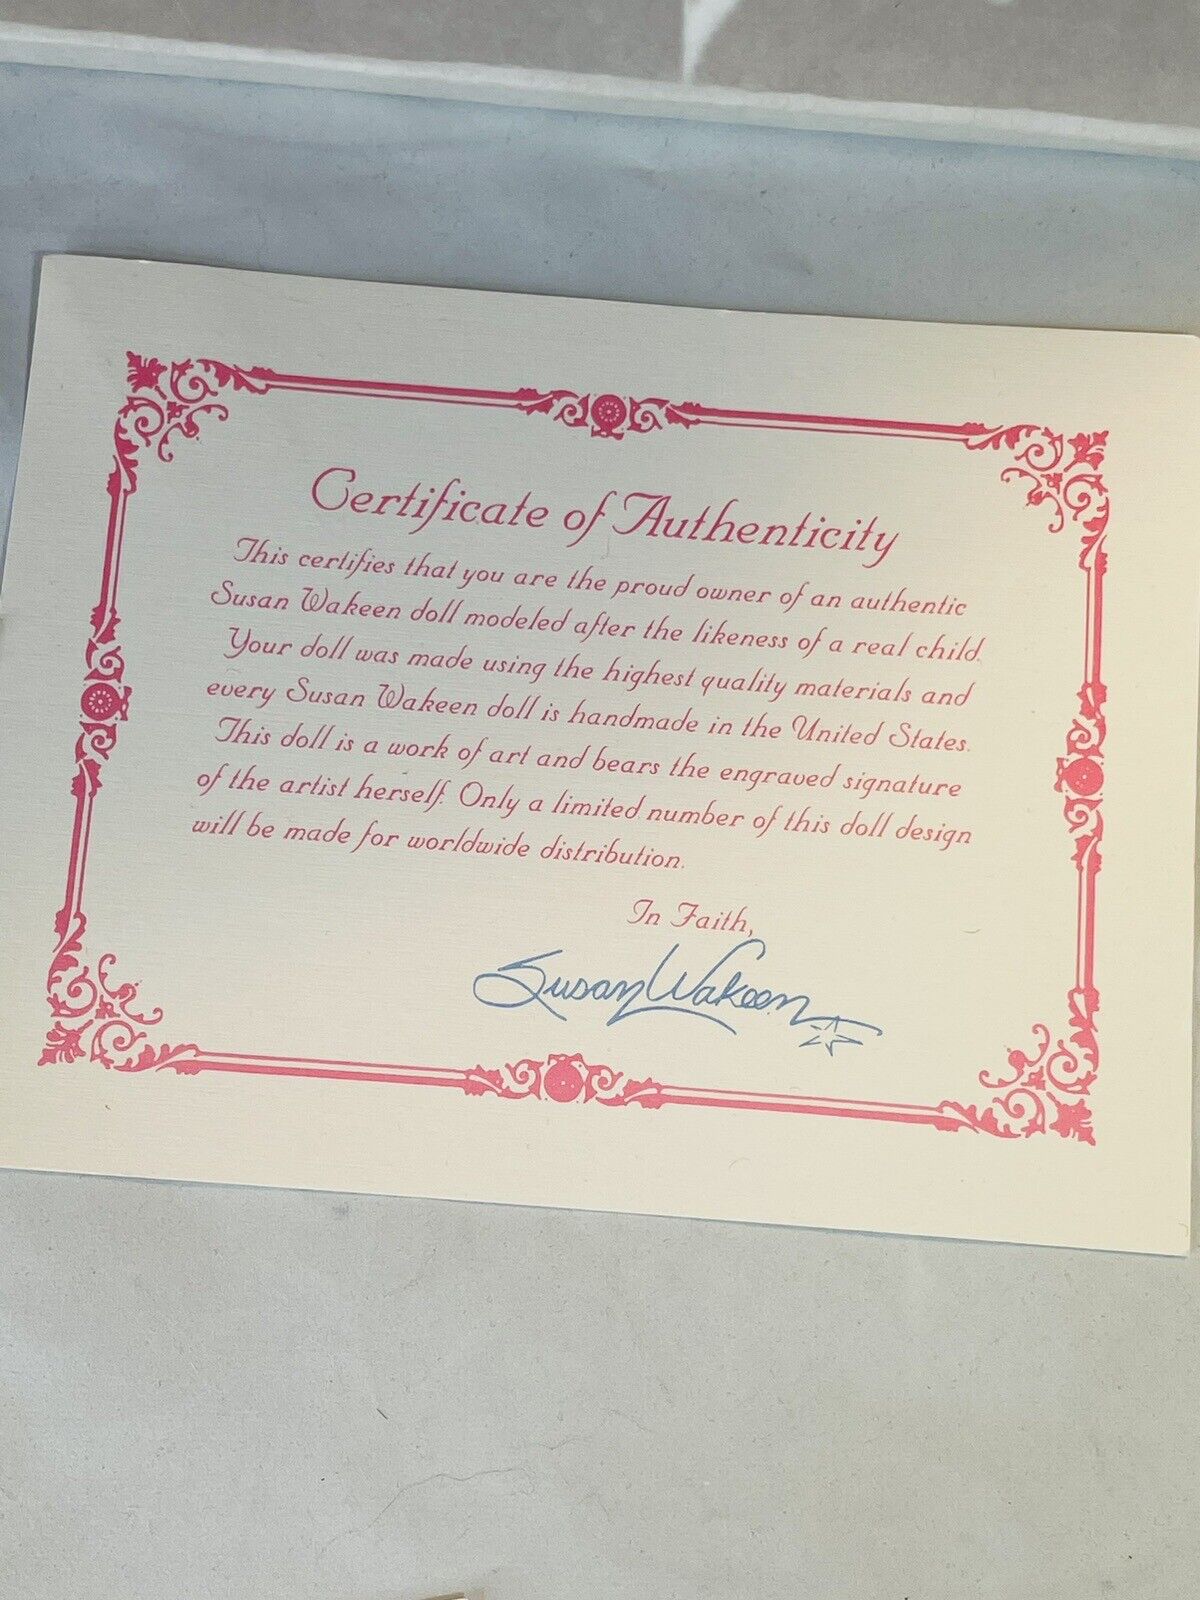 Certificate of Authenticity
This certifies that you are the proud owner of an authentic
Susan Wakeen doll modeled after the likeness of a real child.
Your doll was made using the highest quality materials and
every Susan Wakeen doll is handmade in the United States.
This doll is a work of art and bears the engraved signature
of the artist herself. Only a limited number of this doll design
will be made for worldwide distribution.
In Faith,
Susan Wakeen